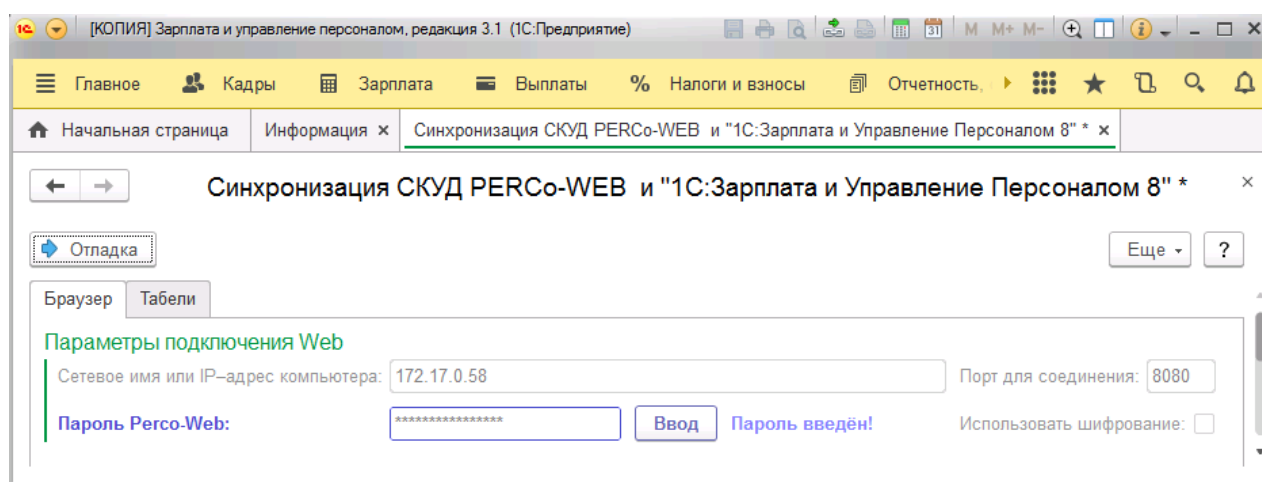 1С [КОПИЯ] Зарплата и управление персоналом, редакция 3.1 (1С:Предприятие) 31 M M+ M-
Главное Кадры Зарплата Выплаты % Налоги и взносы Отчетность,
Начальная страница Информация × Синхронизация СКУД PERCo-WEB и "1С:Зарплата и Управление Персоналом 8" * ×
Синхронизация СКУД PERCo-WEB и "1С:Зарплата и Управление Персоналом 8" *
Отладка Еще ?
Браузер Табели
Параметры подключения Web
Сетевое имя или IP–адрес компьютера: 172.17.0.58 Порт для соединения: 8080
Пароль Perco-Web: *************** Ввод Пароль введён! Использовать шифрование: